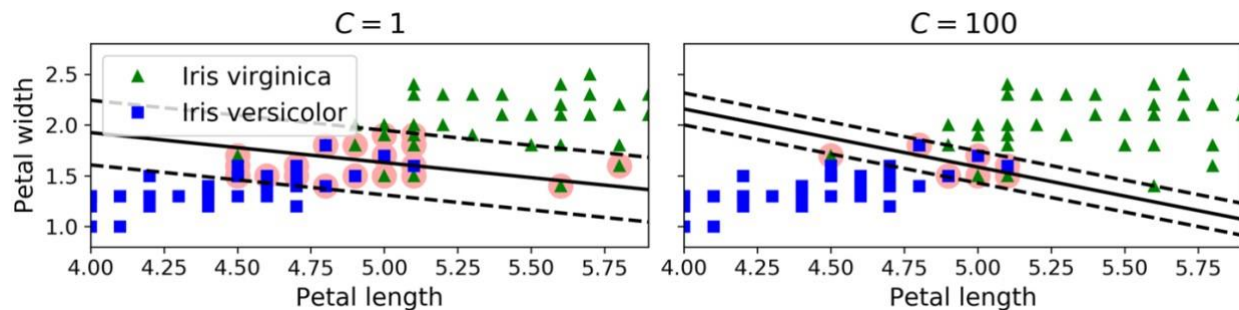 C = 1
C = 100
Iris virginica
Iris versicolor
Petal width
2.5
2.0
1.5
1.0
4.00 4.25 4.50 4.75 5.00 5.25 5.50 5.75
4.00 4.25 4.50 4.75 5.00 5.25 5.50 5.75
Petal length
Petal length